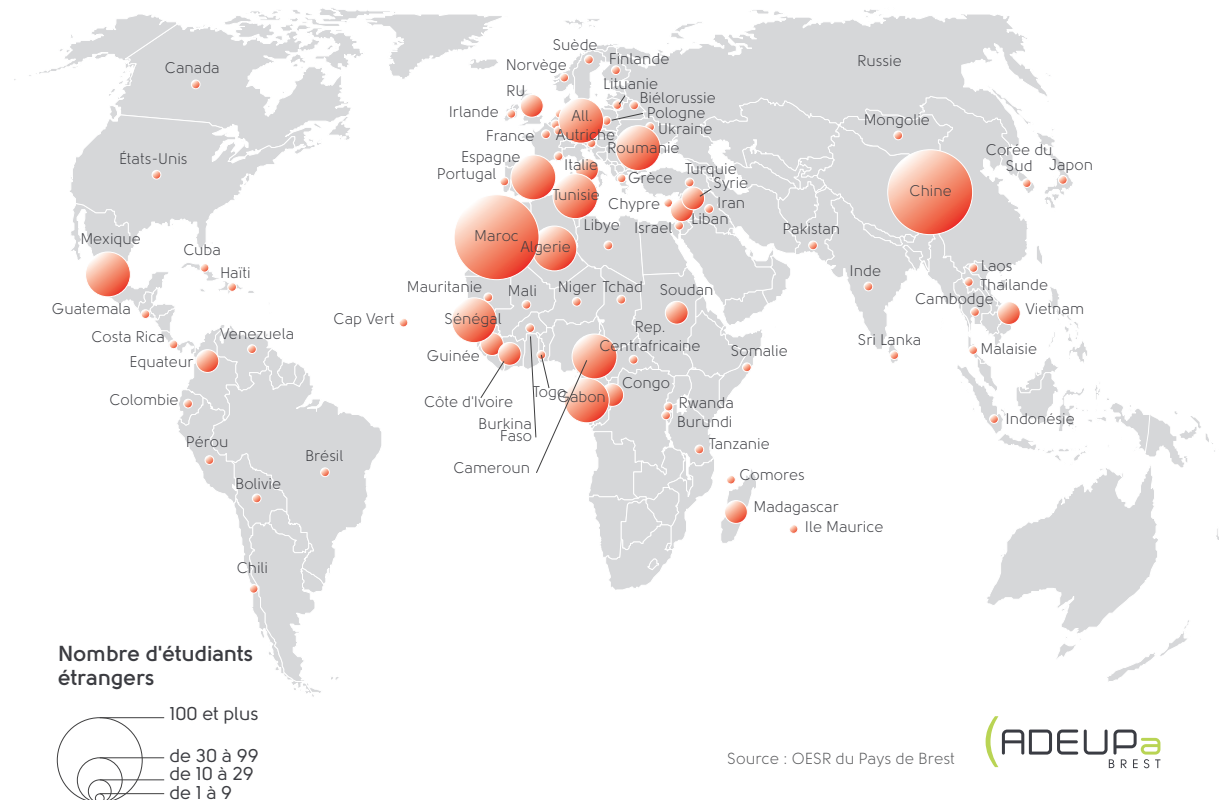 Suède
Finlande
Norvège
Russie
Canada
Lituanie
RU
Biélorussie
Irlande
Pologne
All.
Mongolie
Ukraine
France
Autriche
Roumanie
Corée du
Sud
Japon
États-Unis
Espagne
Italie
Turquie
Portugal
Grèce
Syrie
Chine
Tunisie
Chypre
Iran
Liban
Libye
Israel
Pakistan
Maroc
Algerie
Mexique
Cuba
Haïti
Inde
Laos
Thailande
Mauritanie
Mali
Niger
Tchad
Soudan
Cambodge
Vietnam
Guatemala
Cap Vert
Sénégal
Rep.
Centrafricaine
Costa Rica
Venezuela
Sri Lanka
Malaisie
Equateur
Guinée
Somalie
Congo
Togo
Gabon
Colombie
Côte d'Ivoire
Rwanda
Burundi
Indonésie
Burkina
Faso
Pérou
Tanzanie
Brésil
Cameroun
Comores
Bolivie
Madagascar
Ile Maurice
Chili
Nombre d'étudiants
étrangers
100 et plus
de 30 à 99
de 10 à 29
de 1 à 9
Source : OESR du Pays de Brest
ADEUPa
BREST